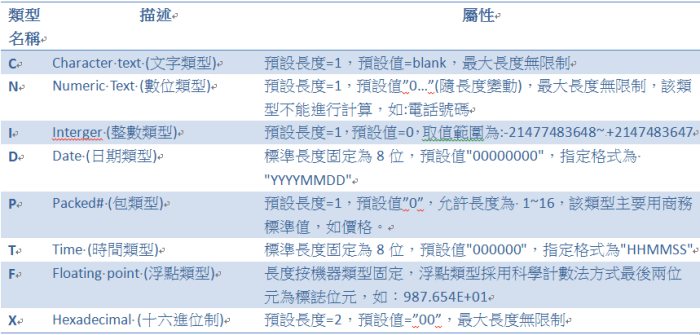 類型名稱 描述 屬性
C Character text (文字類型) 預設長度=1，預設值=blank，最大長度無限制
N Numeric Text (數位類型) 預設長度=1，預設值”0…”(隨長度變動)，最大長度無限制，該類
型不能進行計算，如:電話號碼
I Interger (整數類型) 預設長度=1，預設值=0，取值範圍為:-21477483648~+2147483647
D Date (日期類型) 標準長度固定為 8 位，預設值"00000000"，指定格式為
"YYYYMMDD"
P Packed# (包類型) 預設長度=1，預設值”0”，允許長度為 1~16，該類型主要用商務
標準值，如價格。
T Time (時間類型) 標準長度固定為 8 位，預設值"000000"，指定格式為"HHMMSS"
F Floating point (浮點類型) 長度按機器類型固定，浮點類型採用科學計數法方式最後兩位
元為標誌位元，如：987.654E+01
X Hexadecimal (十六進位制) 預設長度=2，預設值=”00”，最大長度無限制